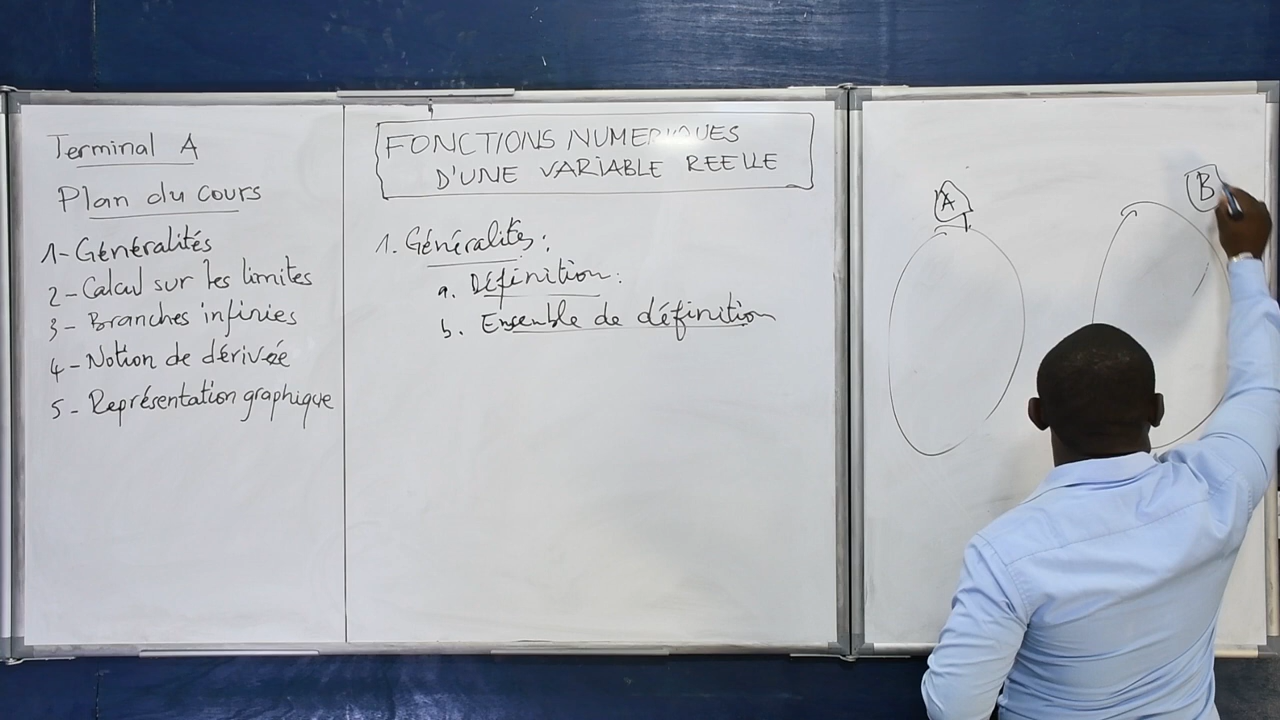 Terminal A
Plan du cours
1- Généralités
2- Calcul sur les limites
3- Branches infinies
4- Notion de dérivée
5- Représentation graphique
FONCTIONS NUMERIQUES
D'UNE VARIABLE REELLE
1. Généralités :
a. Définition :
b. Ensemble de définition
A
B